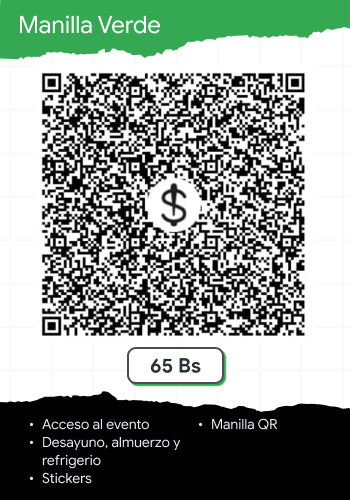 Manilla Verde
$
65 Bs
• Acceso al evento
• Desayuno, almuerzo y
refrigerio
• Stickers
• Manilla QR